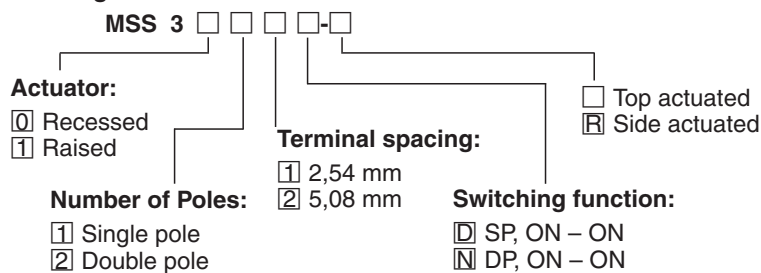 MSS 3 □ □ □ □-□
Actuator:
0 Recessed
1 Raised
Number of Poles:
1 Single pole
2 Double pole
Terminal spacing:
1 2,54 mm
2 5,08 mm
Switching function:
D SP, ON – ON
N DP, ON – ON
□ Top actuated
R Side actuated